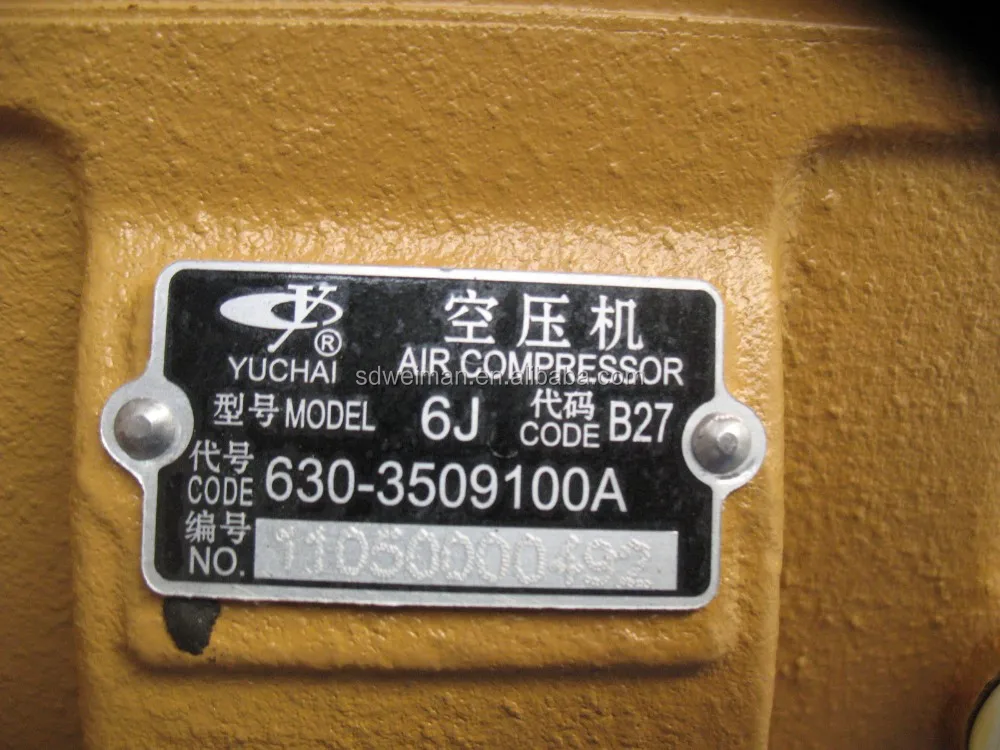 空压机
® YUCHAI AIR COMPRESSOR
sdweiman.en.alibaba.com
型号 MODEL 6J 代码 CODE B27
代号 CODE 630-3509100A
编号 NO. 11050000492